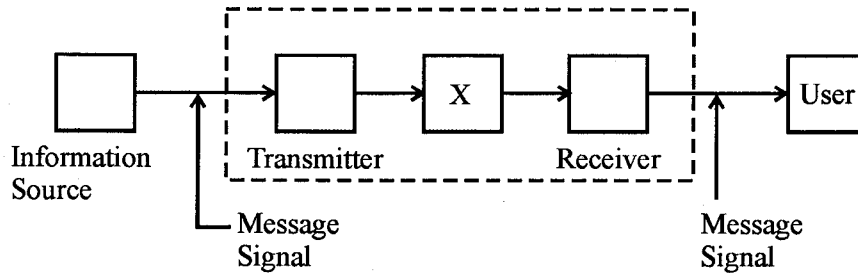 X
User
Information
Source
Transmitter
Receiver
Message
Signal
Message
Signal